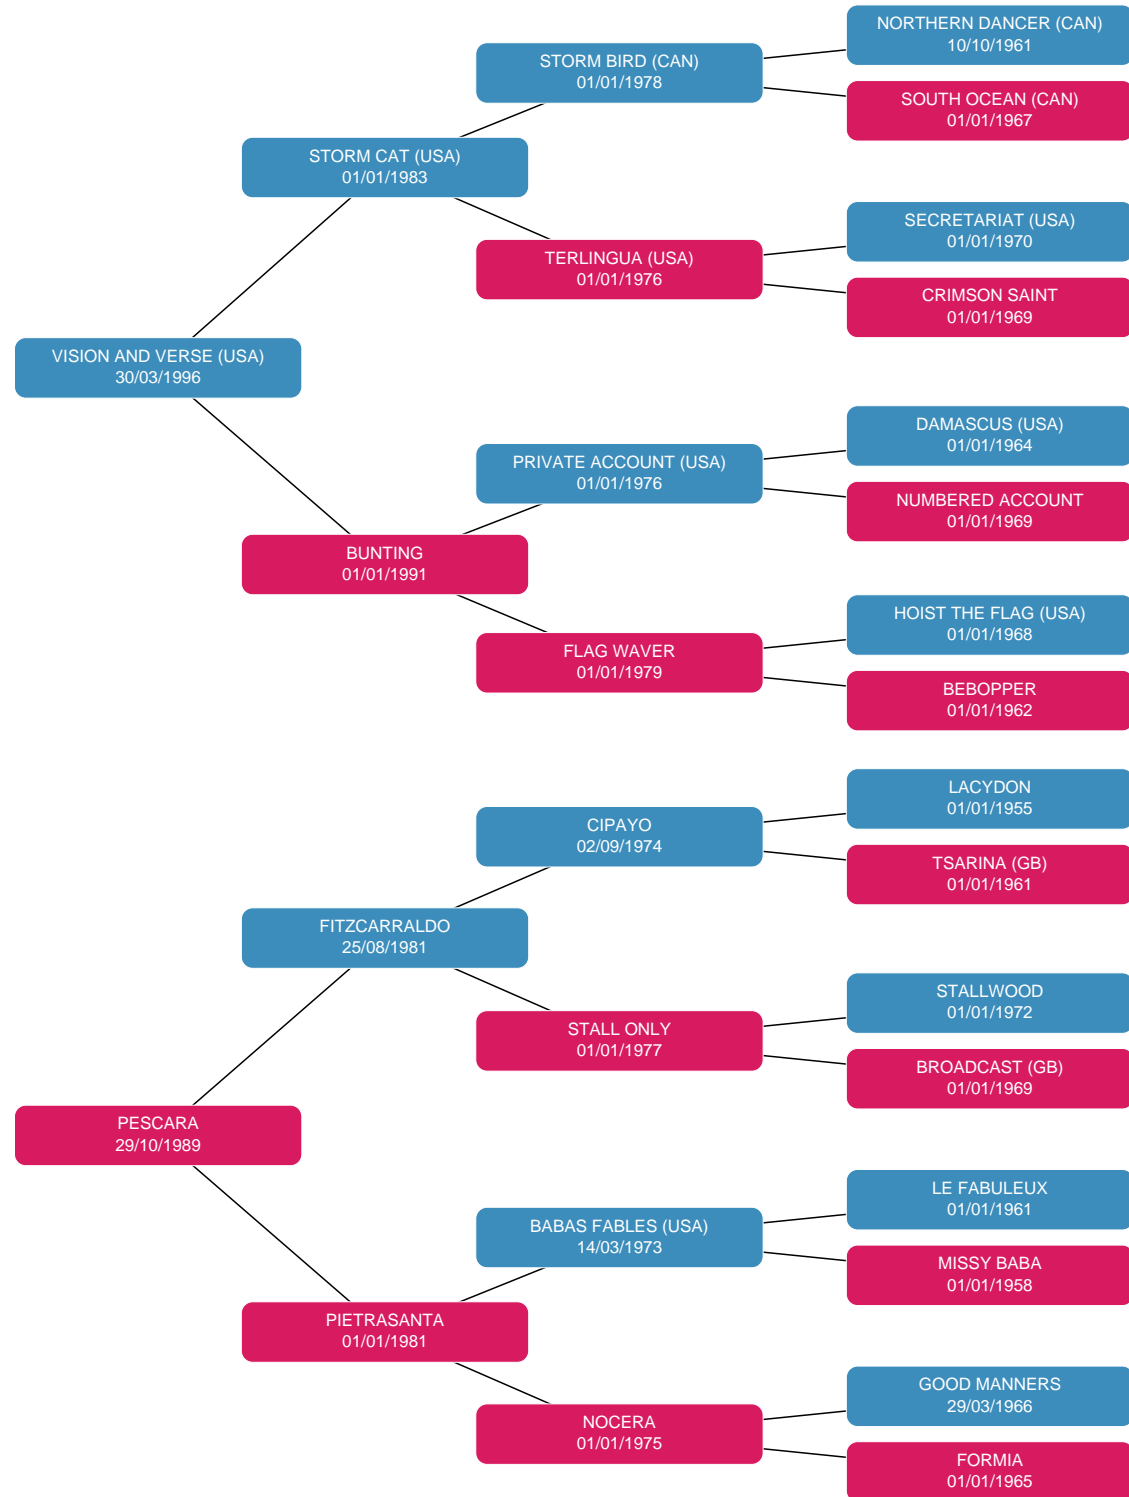 NORTHERN DANCER (CAN)
10/10/1961
STORM BIRD (CAN)
01/01/1978
SOUTH OCEAN (CAN)
01/01/1967
STORM CAT (USA)
01/01/1983
SECRETARIAT (USA)
01/01/1970
TERLINGUA (USA)
01/01/1976
CRIMSON SAINT
01/01/1969
VISION AND VERSE (USA)
30/03/1996
DAMASCUS (USA)
01/01/1964
PRIVATE ACCOUNT (USA)
01/01/1976
NUMBERED ACCOUNT
01/01/1969
BUNTING
01/01/1991
HOIST THE FLAG (USA)
01/01/1968
FLAG WAVER
01/01/1979
BEBOPPER
01/01/1962
LACYDON
01/01/1955
CIPAYO
02/09/1974
TSARINA (GB)
01/01/1961
FITZCARRALDO
25/08/1981
STALLWOOD
01/01/1972
STALL ONLY
01/01/1977
BROADCAST (GB)
01/01/1969
PESCARA
29/10/1989
LE FABULEUX
01/01/1961
BABAS FABLES (USA)
14/03/1973
MISSY BABA
01/01/1958
PIETRASANTA
01/01/1981
GOOD MANNERS
29/03/1966
NOCERA
01/01/1975
FORMIA
01/01/1965